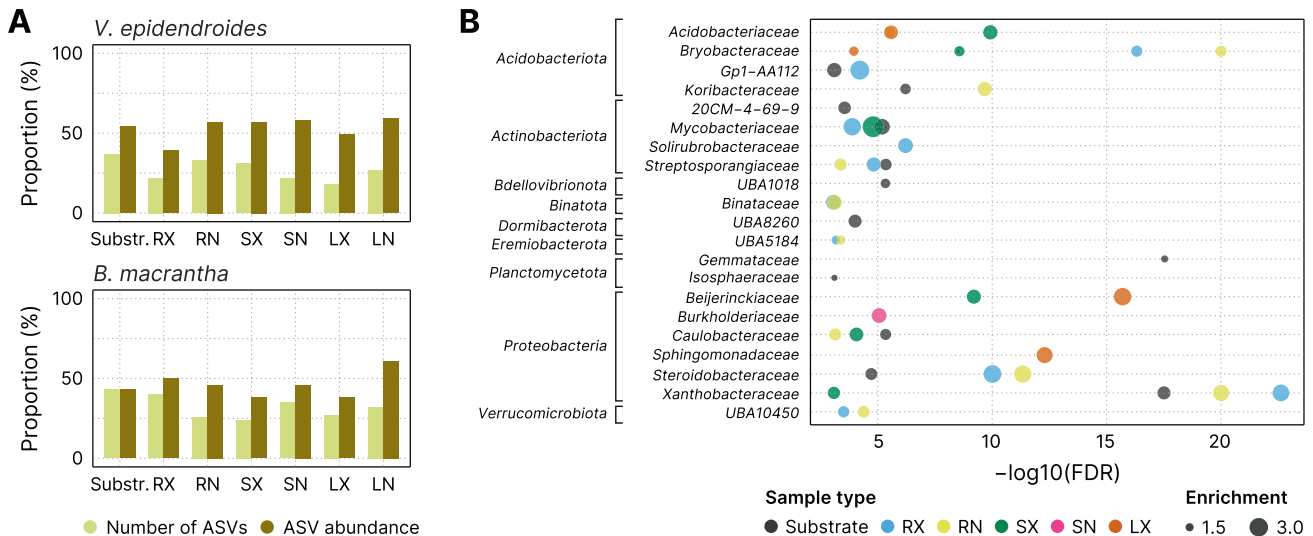 A
V. epidendroides
Proportion (%)
100
50
0
Substr. RX RN SX SN LX LN
B. macrantha
Proportion (%)
100
50
0
Substr. RX RN SX SN LX LN
Number of ASVs ASV abundance
B
Acidobacteriota
Actinobacteriota
Bdellovibrionota
Binatota
Dormibacterota
Eremiobacterota
Planctomycetota
Proteobacteria
Verrucomicrobiota
Acidobacteriaceae
Bryobacteraceae
Gp1−AA112
Koribacteraceae
20CM−4−69−9
Mycobacteriaceae
Solirubrobacteraceae
Streptosporangiaceae
UBA1018
Binataceae
UBA8260
UBA5184
Gemmataceae
Isosphaeraceae
Beijerinckiaceae
Burkholderiaceae
Caulobacteraceae
Sphingomonadaceae
Steroidobacteraceae
Xanthobacteraceae
UBA10450
5 10 15 20
−log10(FDR)
Sample type
Substrate RX RN SX SN LX
Enrichment
1.5 3.0